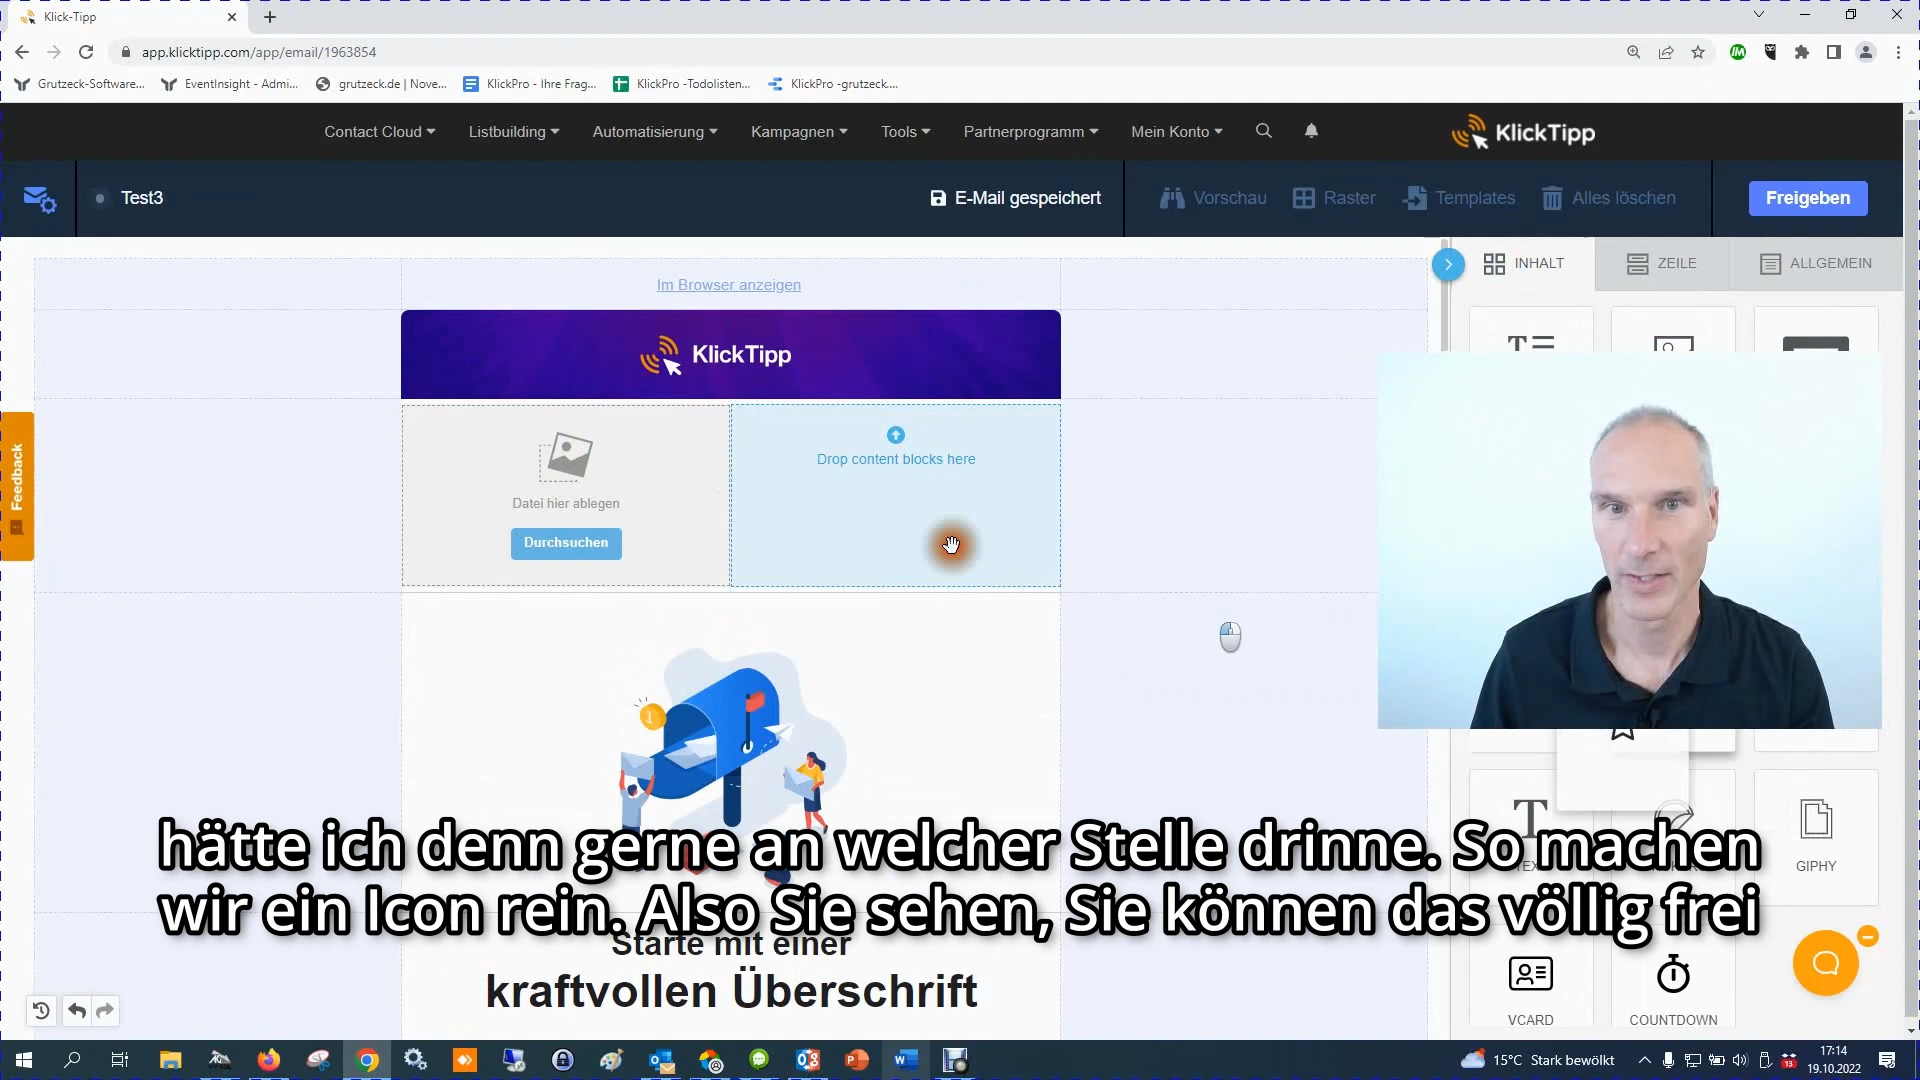 Klick-Tipp
app.klicktipp.com/app/email/1963854
Grutzeck-Software...
EventInsight - Admi...
grutzeck.de | Nove...
KlickPro - Ihre Frag...
KlickPro -Todolisten...
KlickPro -grutzeck....
Contact Cloud
Listbuilding
Automatisierung
Kampagnen
Tools
Partnerprogramm
Mein Konto
KlickTipp
Test3
E-Mail gespeichert
Vorschau
Raster
Templates
Alles löschen
Freigeben
INHALT
ZEILE
ALLGEMEIN
Im Browser anzeigen
KlickTipp
Feedback
Datei hier ablegen
Durchsuchen
Drop content blocks here
hätte ich denn gerne an welcher Stelle drinne. So machen
wir ein Icon rein. Also Sie sehen, Sie können das völlig frei
Starte mit einer
kraftvollen Überschrift
GIPHY
VCARD
COUNTDOWN
15°C Stark bewölkt
17:14
19.10.2022